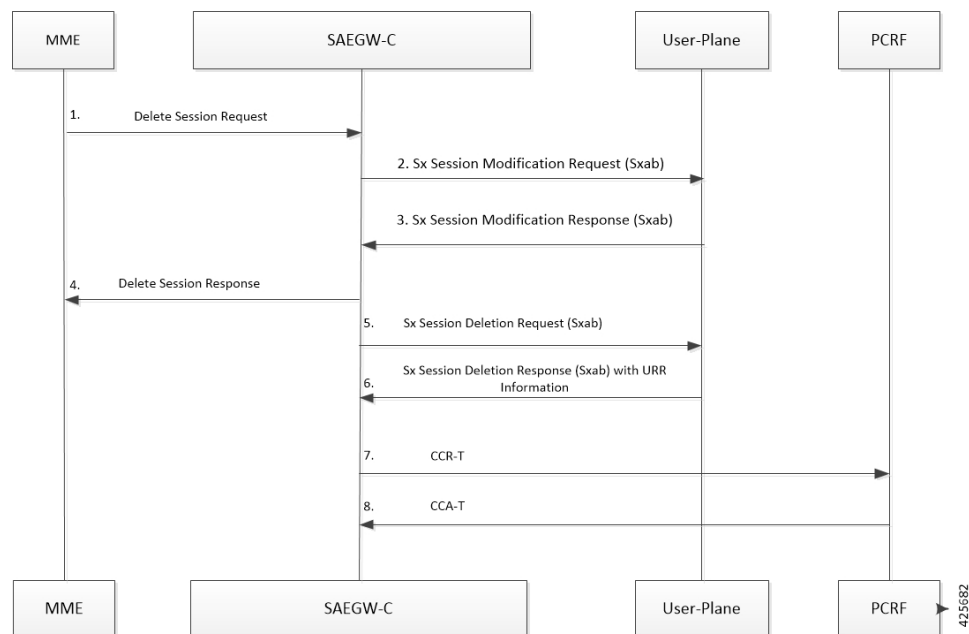 MME
SAEGW-C
User-Plane
PCRF
1. Delete Session Request
2. Sx Session Modification Request (Sxab)
3. Sx Session Modification Response (Sxab)
4. Delete Session Response
5. Sx Session Deletion Request (Sxab)
6. Sx Session Deletion Response (Sxab) with URR
Information
7. CCR-T
8. CCA-T
MME
SAEGW-C
User-Plane
PCRF
425682